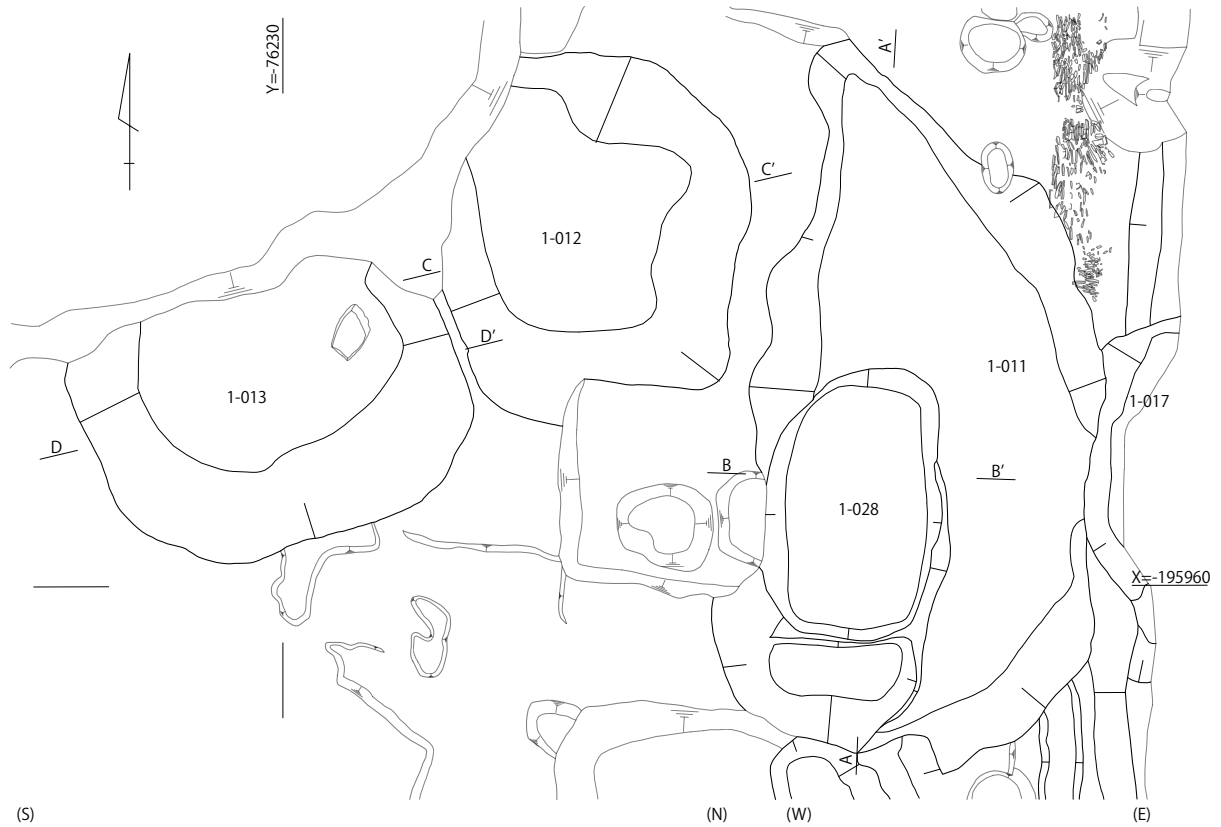 Y=-76230
A'
C'
1-012
C
D'
1-011
1-013
1-017
D
B
B'
1-028
X=-195960
A
(S)
(N)
(W)
(E)